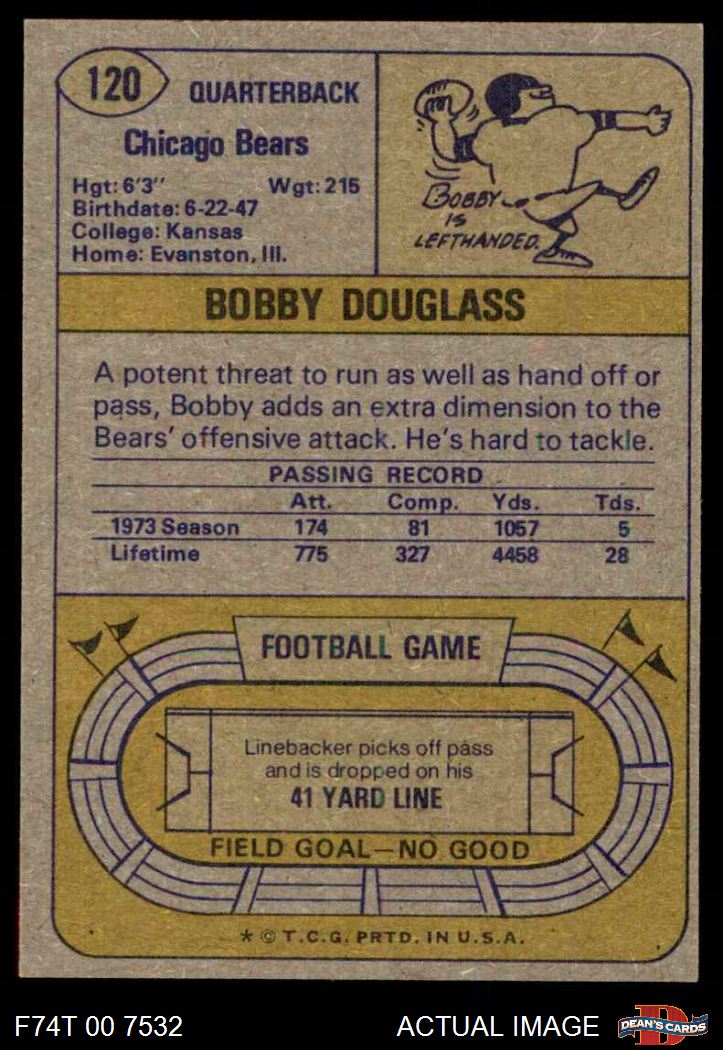 120
QUARTERBACK
Chicago Bears
Hgt: 6'3" Wgt: 215
Birthdate: 6-22-47
College: Kansas
Home: Evanston, Ill.
BOBBY
IS
LEFTHANDED.
BOBBY DOUGLASS
A potent threat to run as well as hand off or
pass, Bobby adds an extra dimension to the
Bears' offensive attack. He's hard to tackle.
PASSING RECORD
Att. Comp. Yds. Tds.
1973 Season 174 81 1057 5
Lifetime 775 327 4458 28
FOOTBALL GAME
Linebacker picks off pass
and is dropped on his
41 YARD LINE
FIELD GOAL—NO GOOD
* © T.C.G. PRTD. IN U.S.A.
F74T 00 7532 ACTUAL IMAGE
D
DEAN'S CARDS